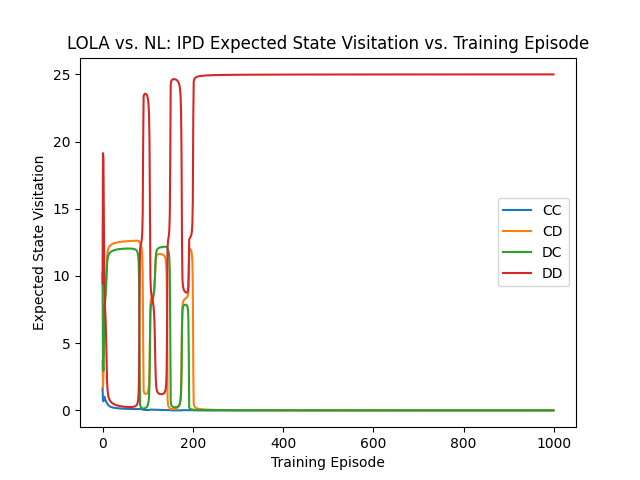 LOLA vs. NL: IPD Expected State Visitation vs. Training Episode
25
20
15
10
5
0
Expected State Visitation
CC
CD
DC
DD
0 200 400 600 800 1000
Training Episode